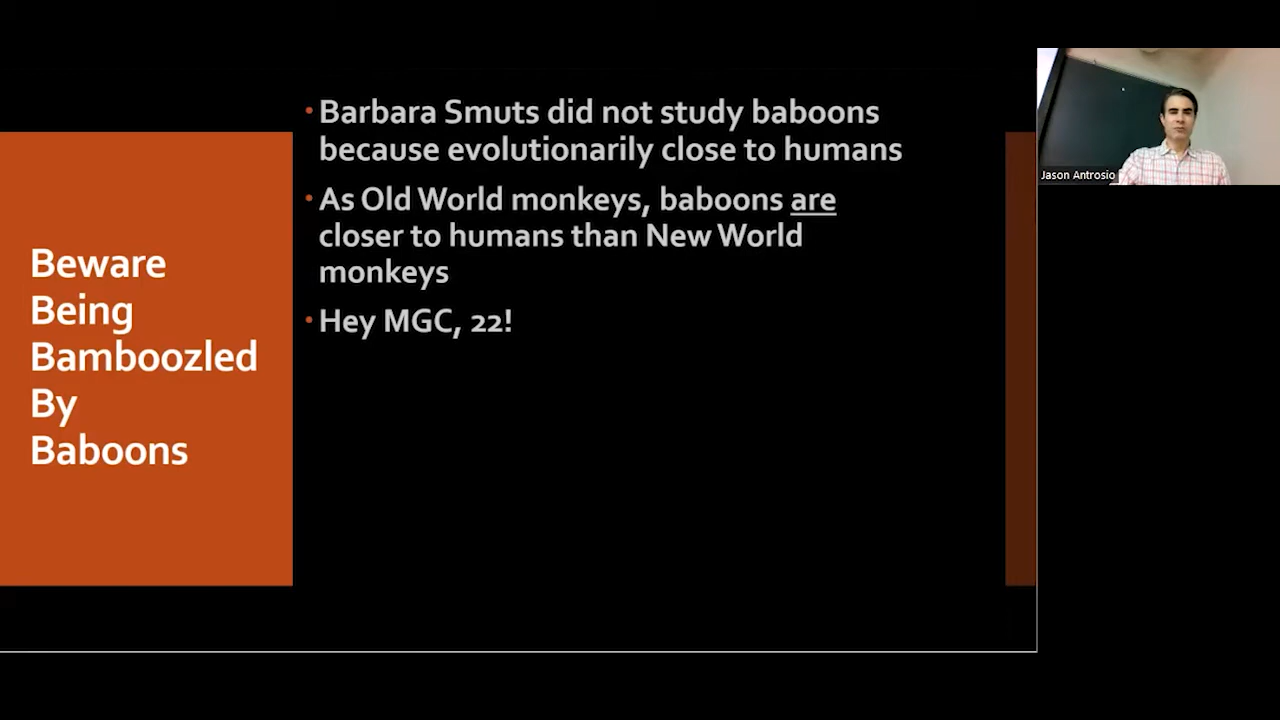 Beware
Being
Bamboozled
By
Baboons
• Barbara Smuts did not study baboons
because evolutionarily close to humans
• As Old World monkeys, baboons are
closer to humans than New World
monkeys
• Hey MGC, 22!
Jason Antrosio